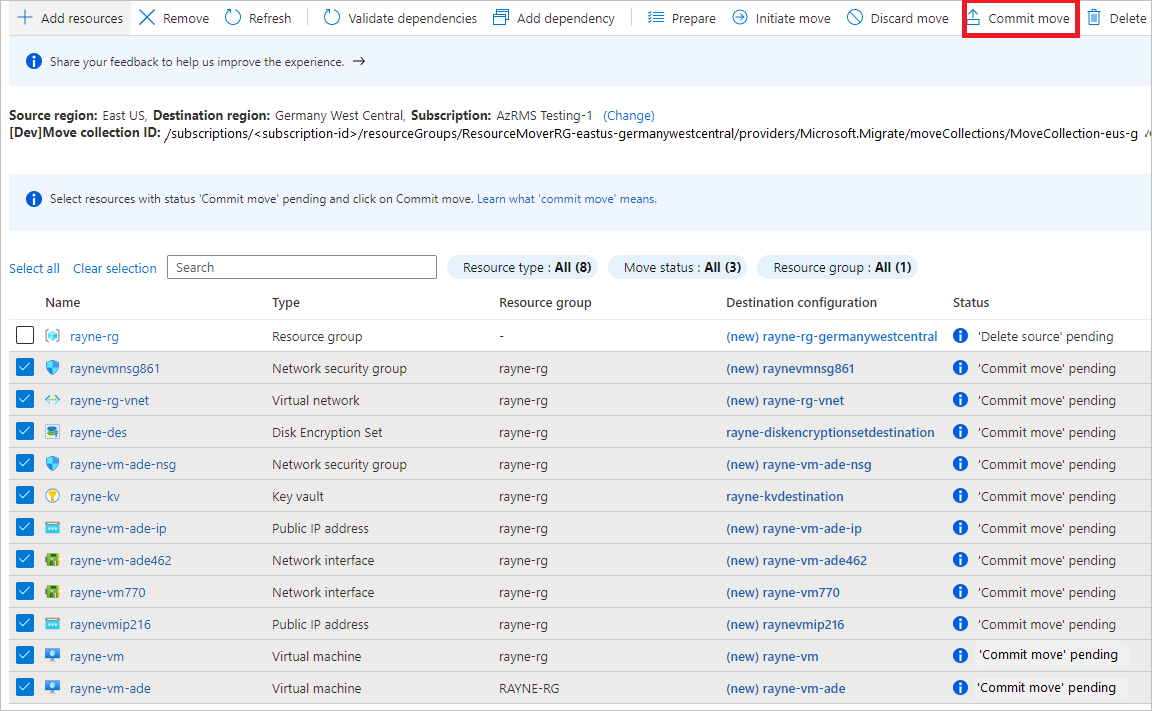 Add resources Remove Refresh Validate dependencies Add dependency Prepare Initiate move Discard move Commit move Delete
Share your feedback to help us improve the experience. →
Source region: East US, Destination region: Germany West Central, Subscription: AzRMS Testing-1 (Change)
[Dev]Move collection ID: /subscriptions/<subscription-id>/resourceGroups/ResourceMoverRG-eastus-germanywestcentral/providers/Microsoft.Migrate/moveCollections/MoveCollection-eus-g
Select resources with status 'Commit move' pending and click on Commit move. Learn what 'commit move' means.
Select all Clear selection Search Resource type : All (8) Move status : All (3) Resource group : All (1)
Name Type Resource group Destination configuration Status
rayne-rg Resource group - (new) rayne-rg-germanywestcentral 'Delete source' pending
raynevmnsg861 Network security group rayne-rg (new) raynevmnsg861 'Commit move' pending
rayne-rg-vnet Virtual network rayne-rg (new) rayne-rg-vnet 'Commit move' pending
rayne-des Disk Encryption Set rayne-rg rayne-diskencryptionsetdestination 'Commit move' pending
rayne-vm-ade-nsg Network security group rayne-rg (new) rayne-vm-ade-nsg 'Commit move' pending
rayne-kv Key vault rayne-rg rayne-kvdestination 'Commit move' pending
rayne-vm-ade-ip Public IP address rayne-rg (new) rayne-vm-ade-ip 'Commit move' pending
rayne-vm-ade462 Network interface rayne-rg (new) rayne-vm-ade462 'Commit move' pending
rayne-vm770 Network interface rayne-rg (new) rayne-vm770 'Commit move' pending
raynevmip216 Public IP address rayne-rg (new) raynevmip216 'Commit move' pending
rayne-vm Virtual machine rayne-rg (new) rayne-vm 'Commit move' pending
rayne-vm-ade Virtual machine RAYNE-RG (new) rayne-vm-ade 'Commit move' pending